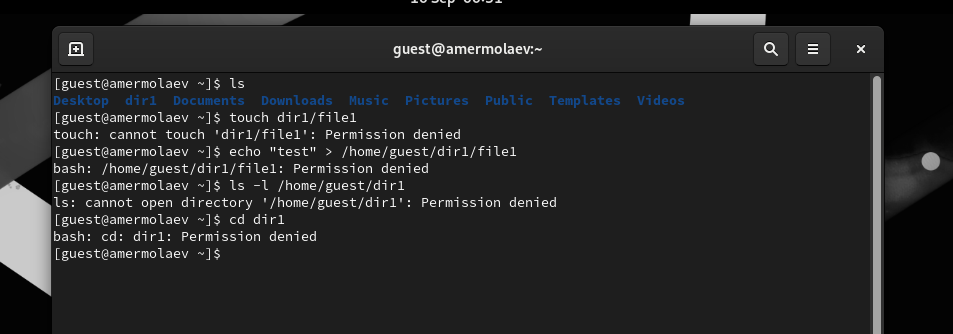 guest@amermolaev:~
[guest@amermolaev ~]$ ls
Desktop dir1 Documents Downloads Music Pictures Public Templates Videos
[guest@amermolaev ~]$ touch dir1/file1
touch: cannot touch 'dir1/file1': Permission denied
[guest@amermolaev ~]$ echo "test" > /home/guest/dir1/file1
bash: /home/guest/dir1/file1: Permission denied
[guest@amermolaev ~]$ ls -l /home/guest/dir1
ls: cannot open directory '/home/guest/dir1': Permission denied
[guest@amermolaev ~]$ cd dir1
bash: cd: dir1: Permission denied
[guest@amermolaev ~]$